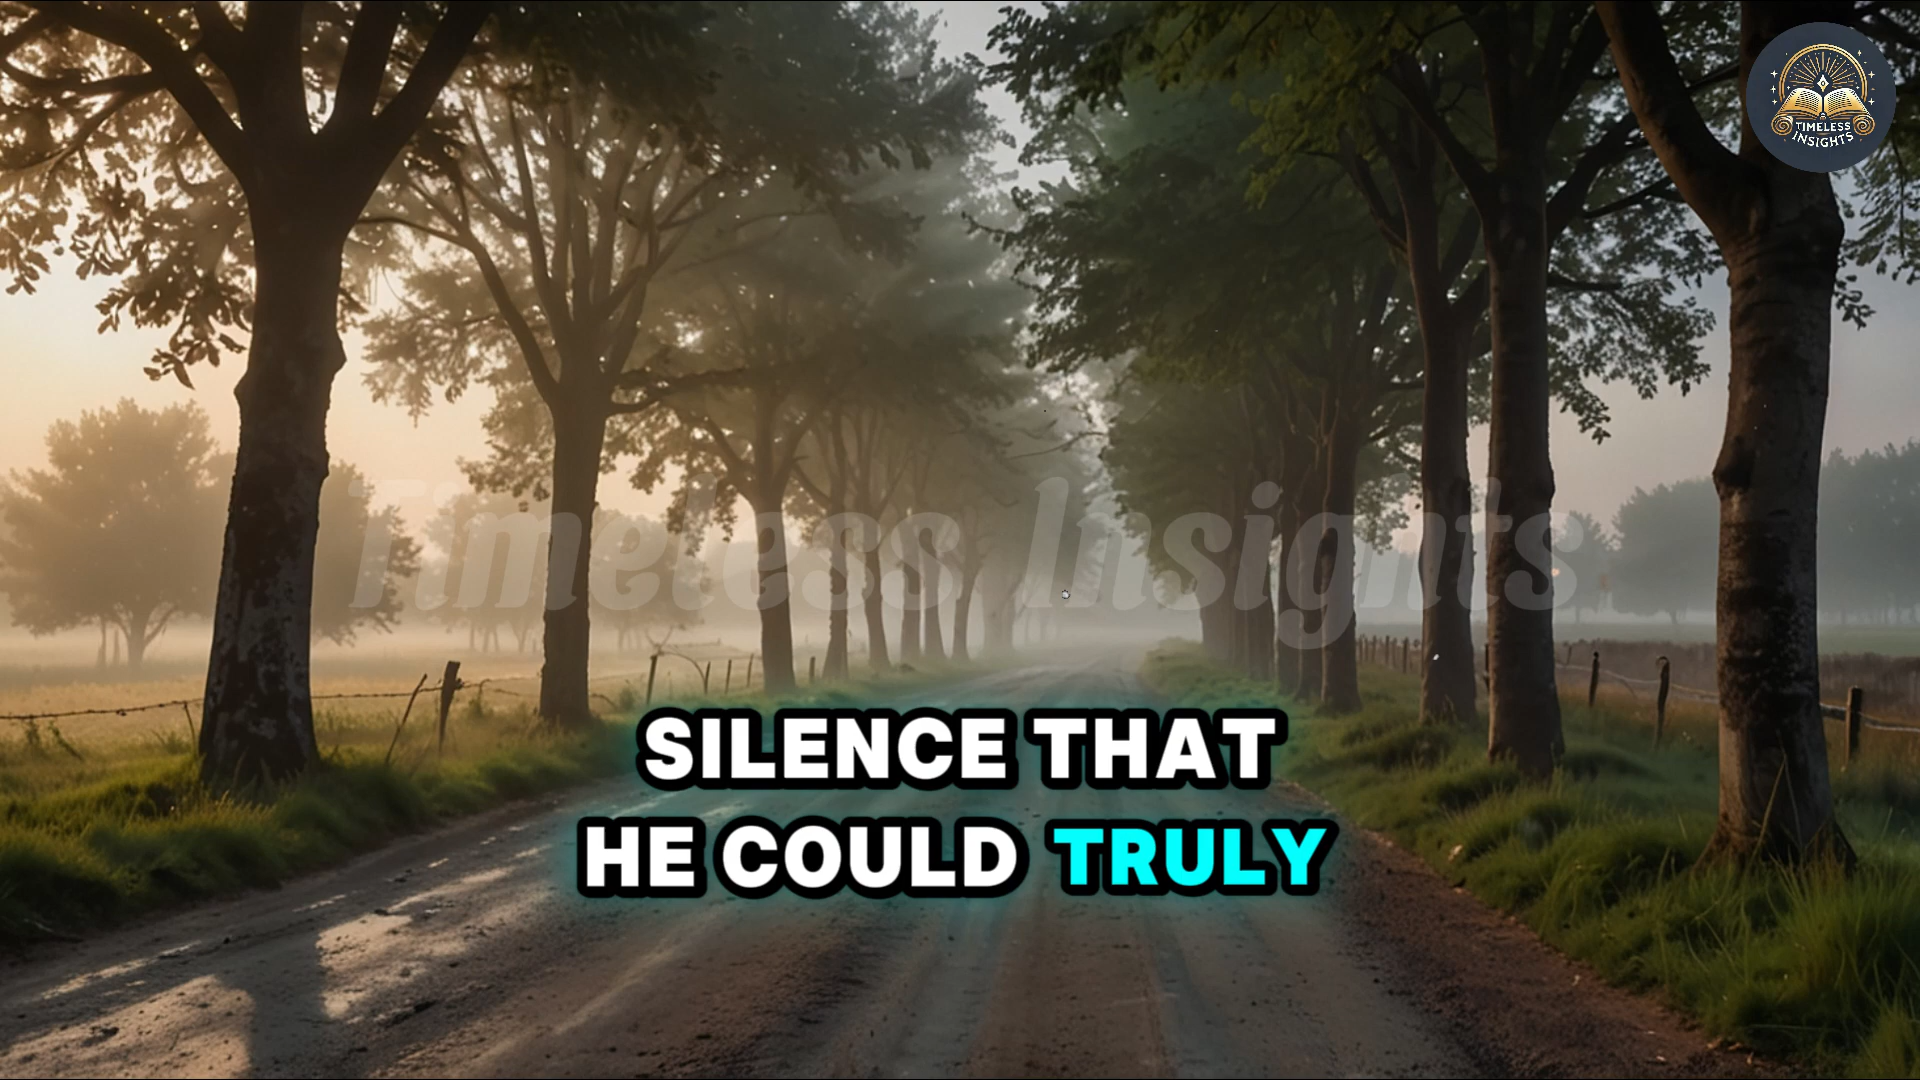 TIMELESS
INSIGHTS
Timeless Insights
SILENCE THAT
HE COULD TRULY